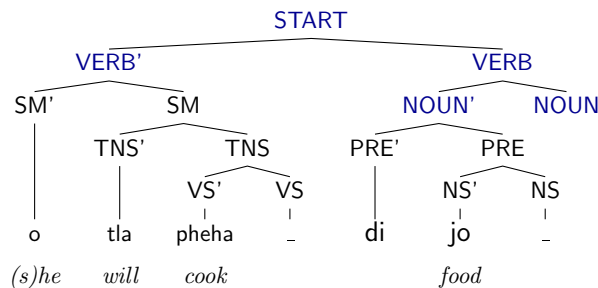 START
VERB' VERB
SM' SM NOUN' NOUN
TNS' TNS PRE' PRE
VS' VS NS' NS
o tla pheha _ di jo _
(s)he will cook food